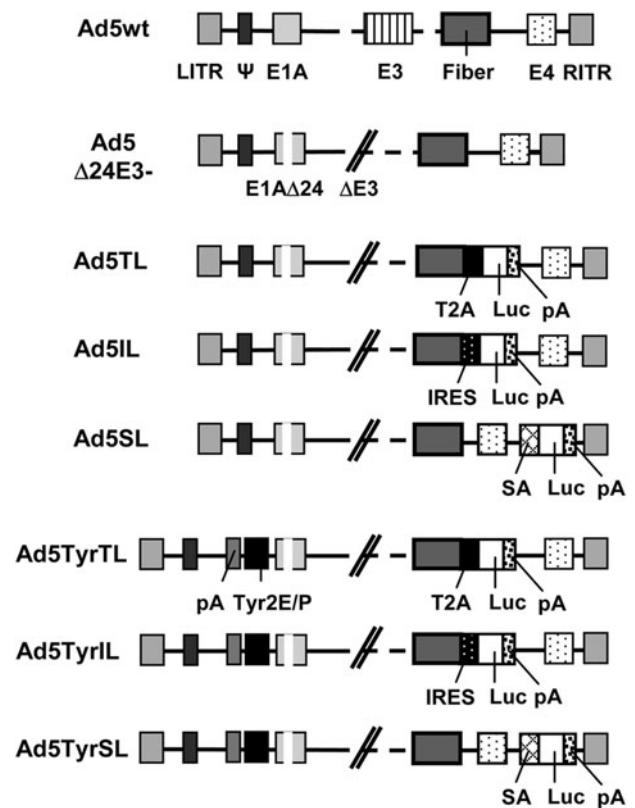 Ad5wt
LITR Ψ E1A E3 Fiber E4 RITR
Ad5
Δ24E3-
E1AΔ24 ΔE3
Ad5TL
T2A Luc pA
Ad5IL
IRES Luc pA
Ad5SL
SA Luc pA
Ad5TyrTL
pA Tyr2E/P T2A Luc pA
Ad5TyrIL
IRES Luc pA
Ad5TyrSL
SA Luc pA